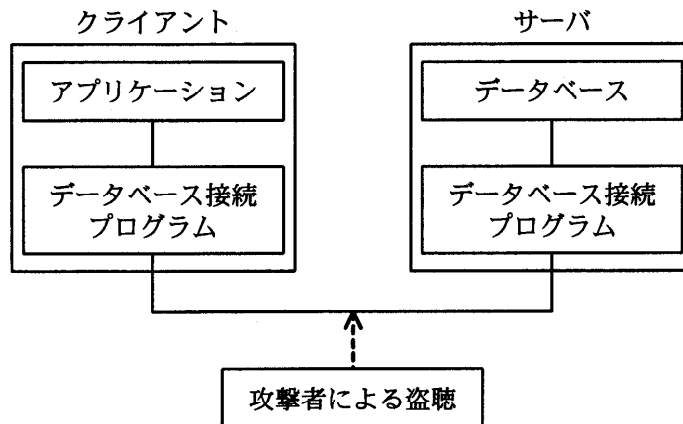 クライアント
サーバ
アプリケーション
データベース
データベース接続
プログラム
データベース接続
プログラム
攻撃者による盗聴